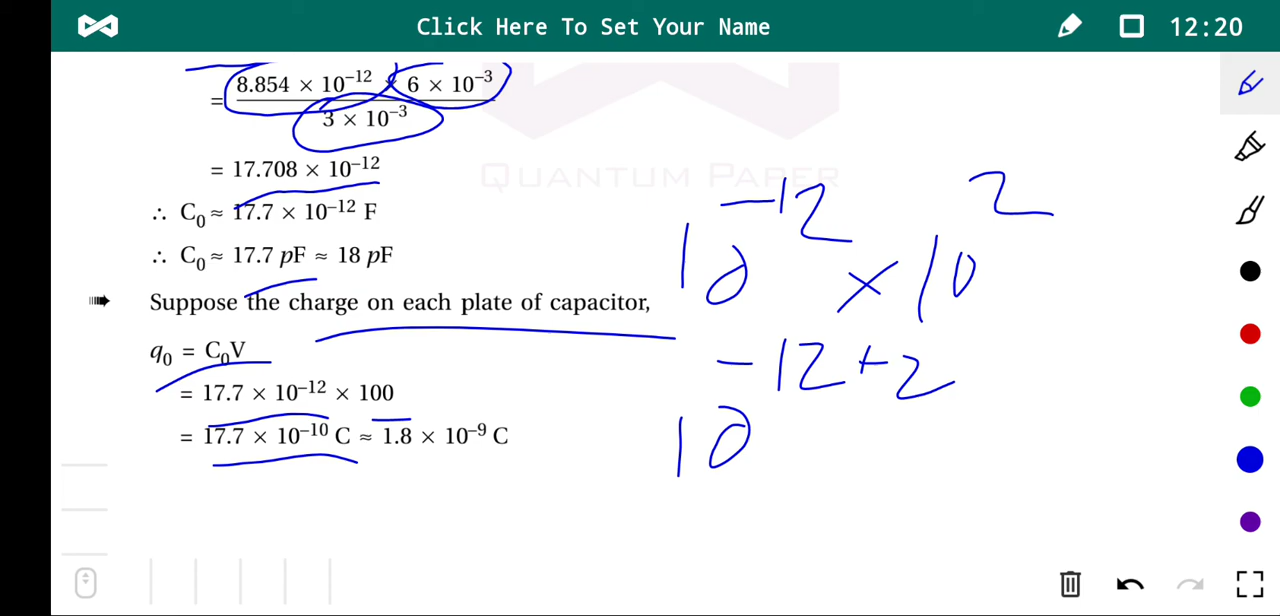 Click Here To Set Your Name
12:20
= 8.854 × 10⁻¹² × 6 × 10⁻³ / 3 × 10⁻³
= 17.708 × 10⁻¹²
∴ C₀ ≈ 17.7 × 10⁻¹² F
∴ C₀ ≈ 17.7 pF ≈ 18 pF
Suppose the charge on each plate of capacitor,
q₀ = C₀V
= 17.7 × 10⁻¹² × 100
= 17.7 × 10⁻¹⁰ C ≈ 1.8 × 10⁻⁹ C
QUANTUM PAPER
10⁻¹² × 10²
10⁻¹²⁺²